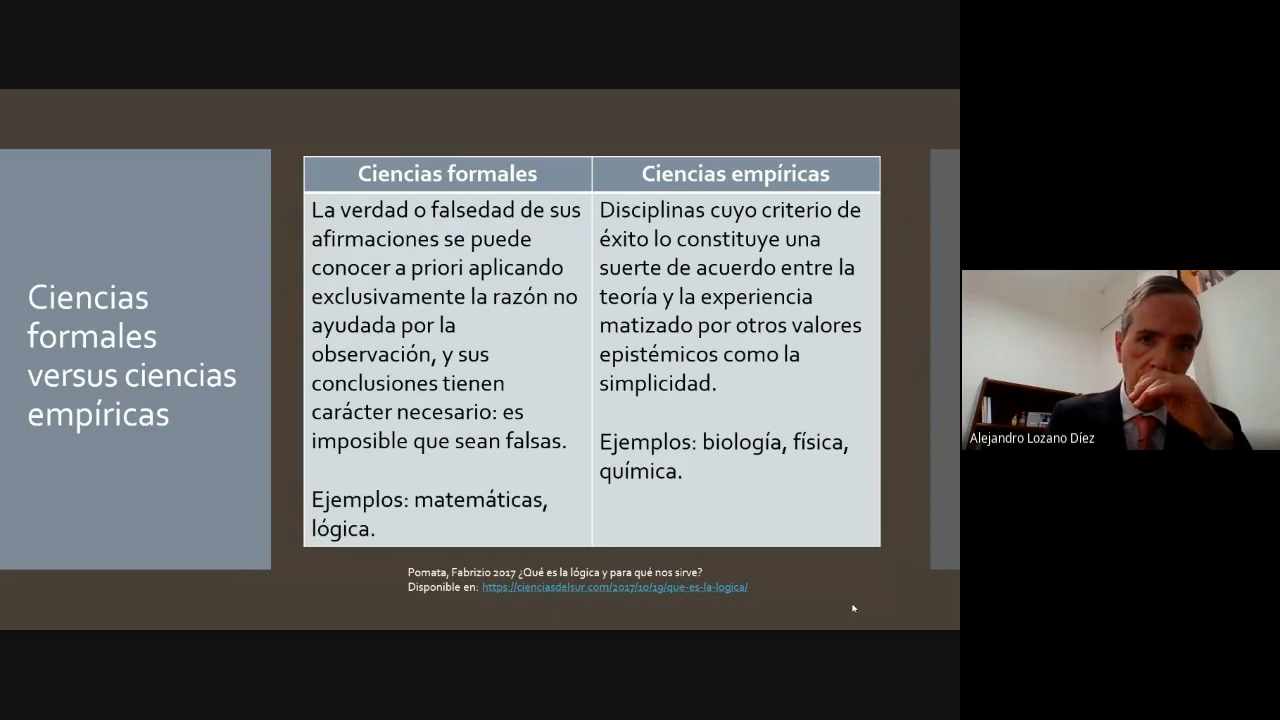 Ciencias
formales
versus ciencias
empíricas
Ciencias formales
La verdad o falsedad de sus
afirmaciones se puede
conocer a priori aplicando
exclusivamente la razón no
ayudada por la
observación, y sus
conclusiones tienen
carácter necesario: es
imposible que sean falsas.
Ejemplos: matemáticas,
lógica.
Ciencias empíricas
Disciplinas cuyo criterio de
éxito lo constituye una
suerte de acuerdo entre la
teoría y la experiencia
matizado por otros valores
epistémicos como la
simplicidad.
Ejemplos: biología, física,
química.
Pomata, Fabrizio 2017 ¿Qué es la lógica y para qué nos sirve?
Disponible en: https://cienciasdelsur.com/2017/10/19/que-es-la-logica/
Alejandro Lozano Díez